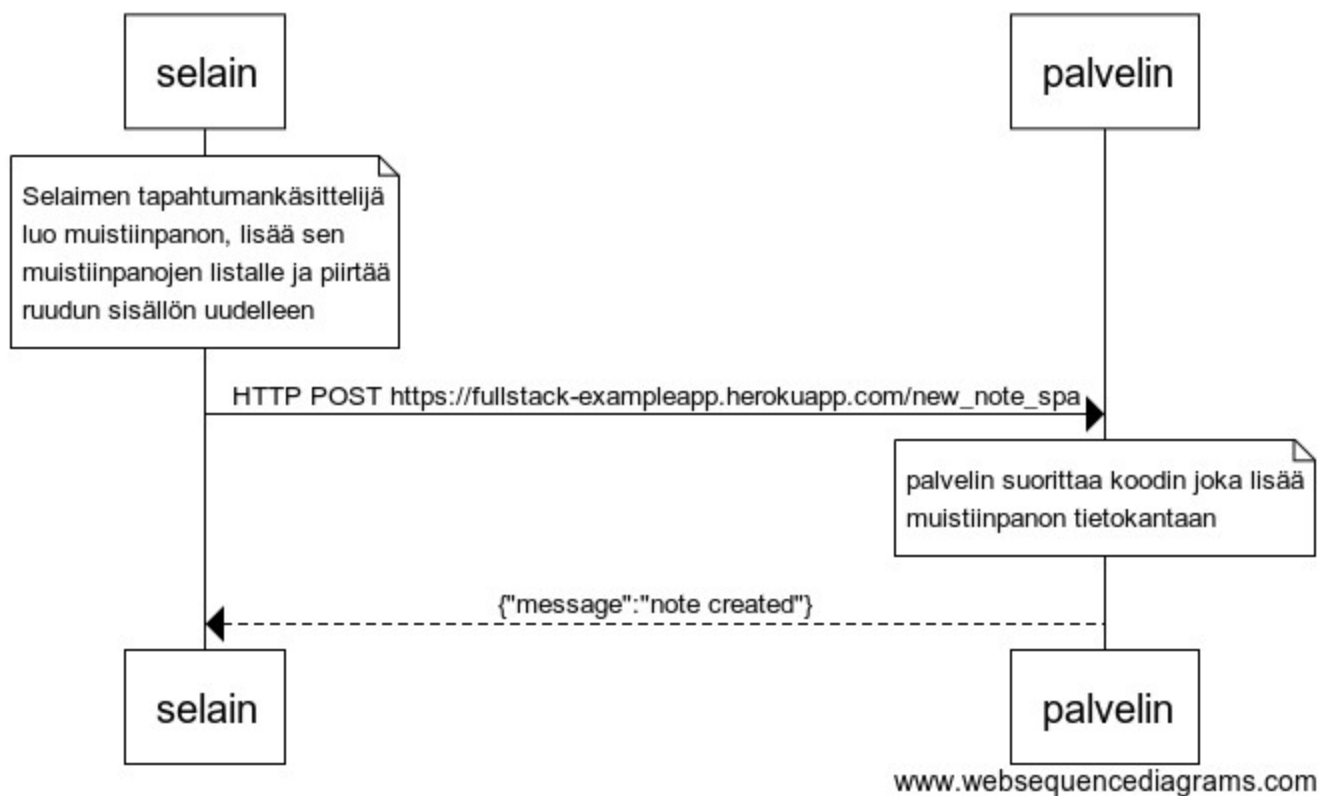 selain
palvelin
Selaimen tapahtumankäsittelijä
luo muistiinpanon, lisää sen
muistiinpanojen listalle ja piirtää
ruudun sisällön uudelleen
HTTP POST https://fullstack-exampleapp.herokuapp.com/new_note_spa
palvelin suorittaa koodin joka lisää
muistiinpanon tietokantaan
{"message":"note created"}
selain
palvelin
www.websequencediagrams.com